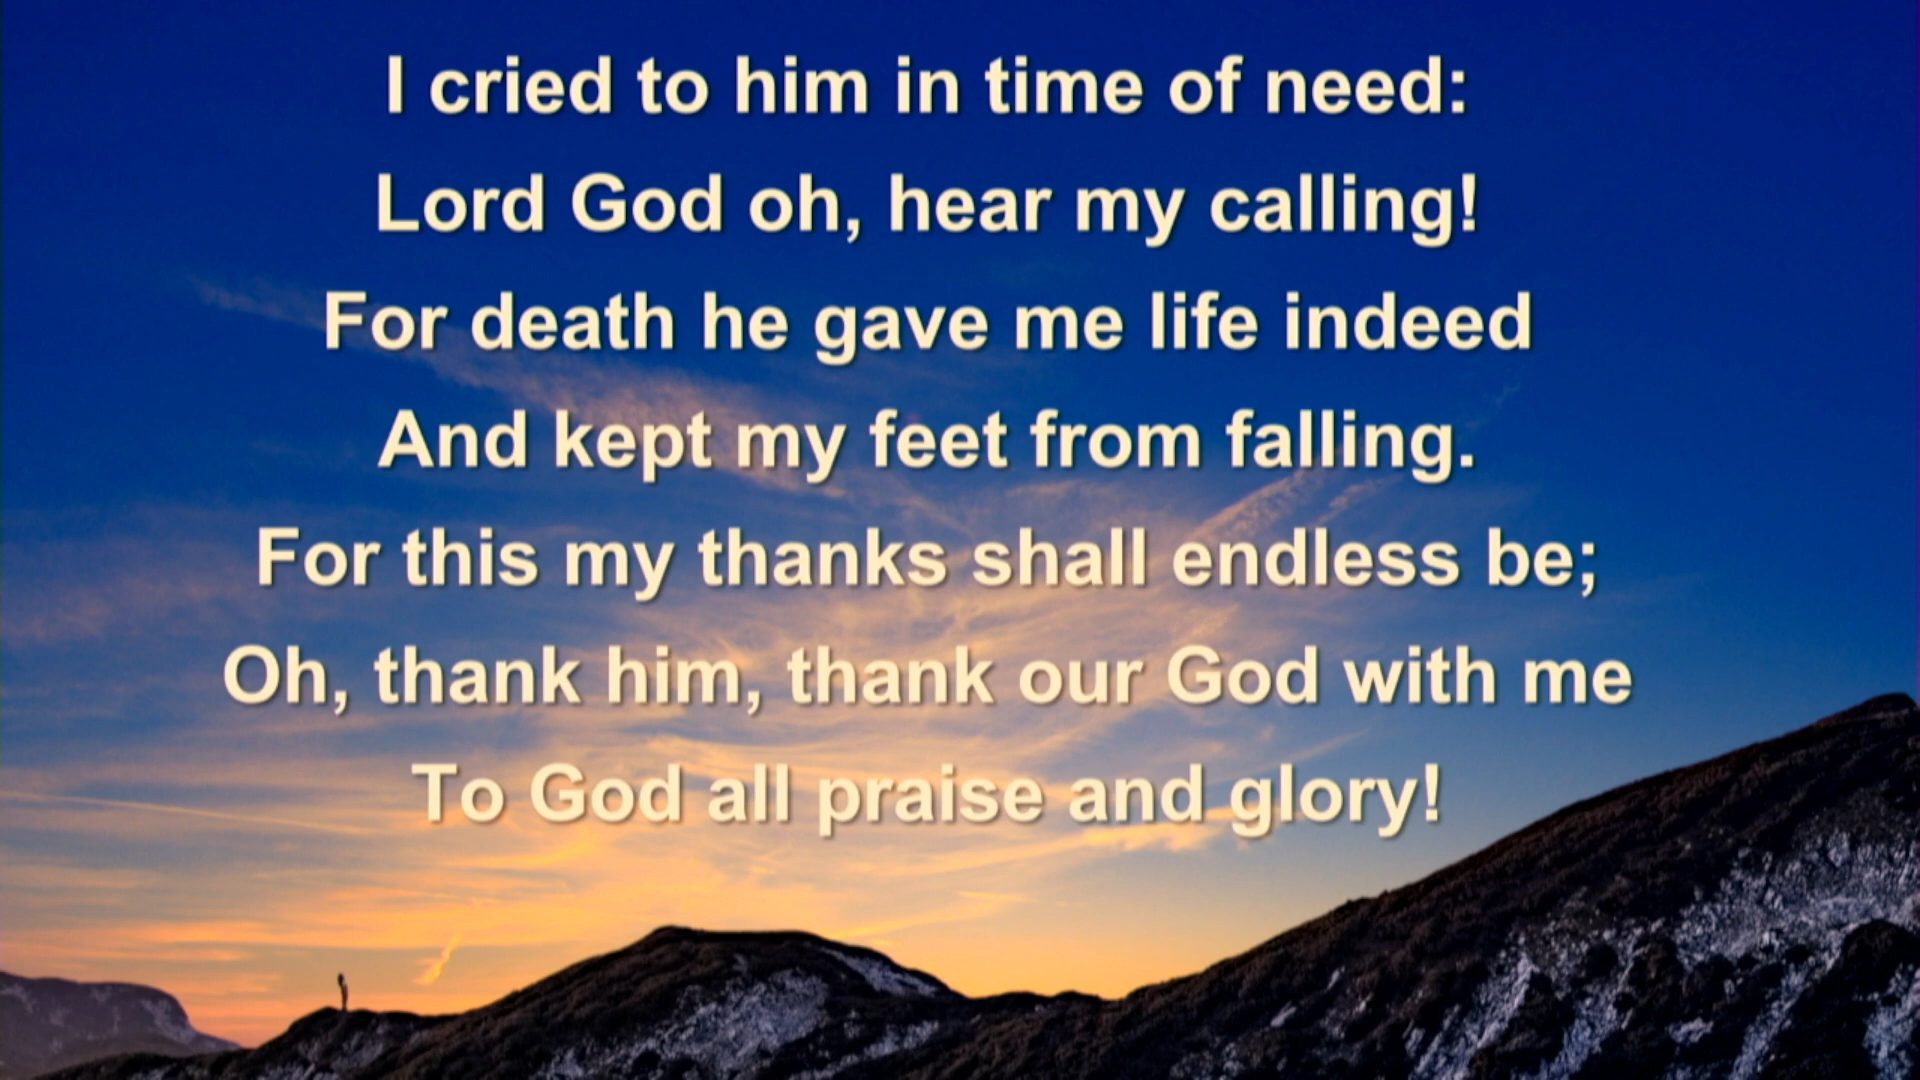 I cried to him in time of need:
Lord God oh, hear my calling!
For death he gave me life indeed
And kept my feet from falling.
For this my thanks shall endless be;
Oh, thank him, thank our God with me
To God all praise and glory!